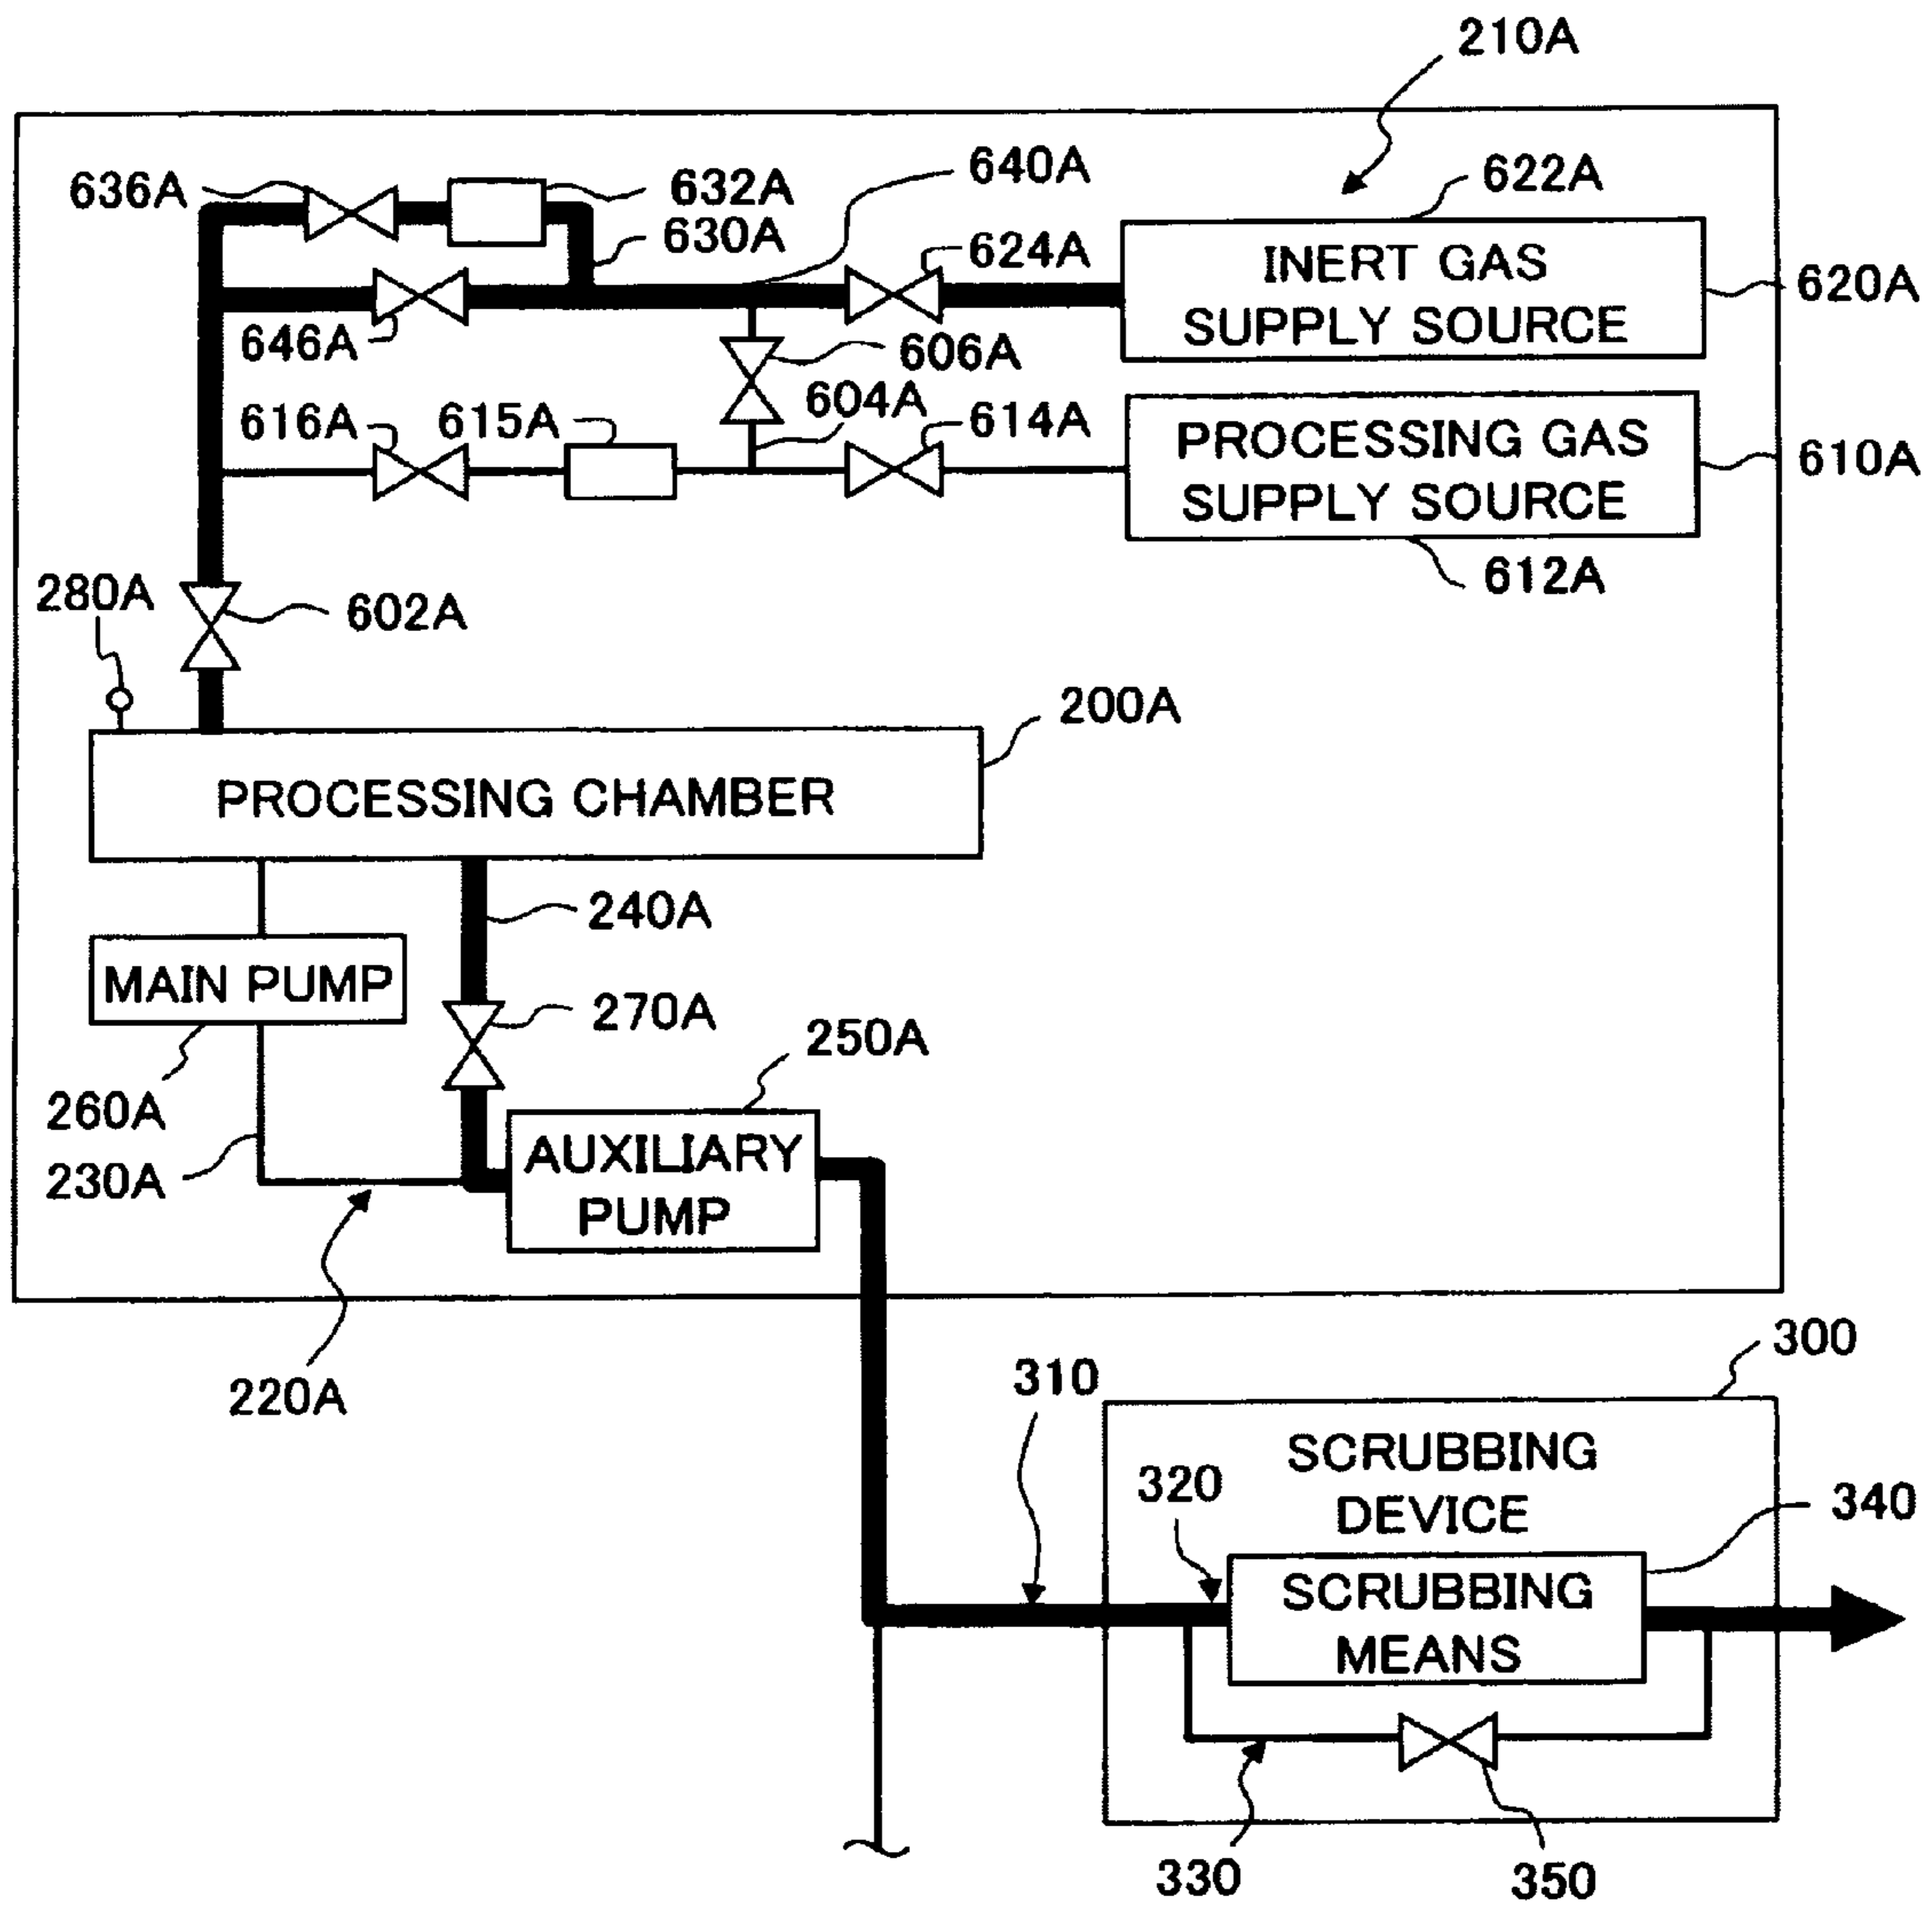 210A
640A
622A
636A
632A
630A
624A
INERT GAS
SUPPLY SOURCE
620A
646A
606A
604A
616A
615A
614A
PROCESSING GAS
SUPPLY SOURCE
610A
612A
280A
602A
200A
PROCESSING CHAMBER
240A
MAIN PUMP
270A
250A
260A
AUXILIARY
PUMP
230A
220A
300
310
SCRUBBING
DEVICE
320
340
SCRUBBING
MEANS
330
350